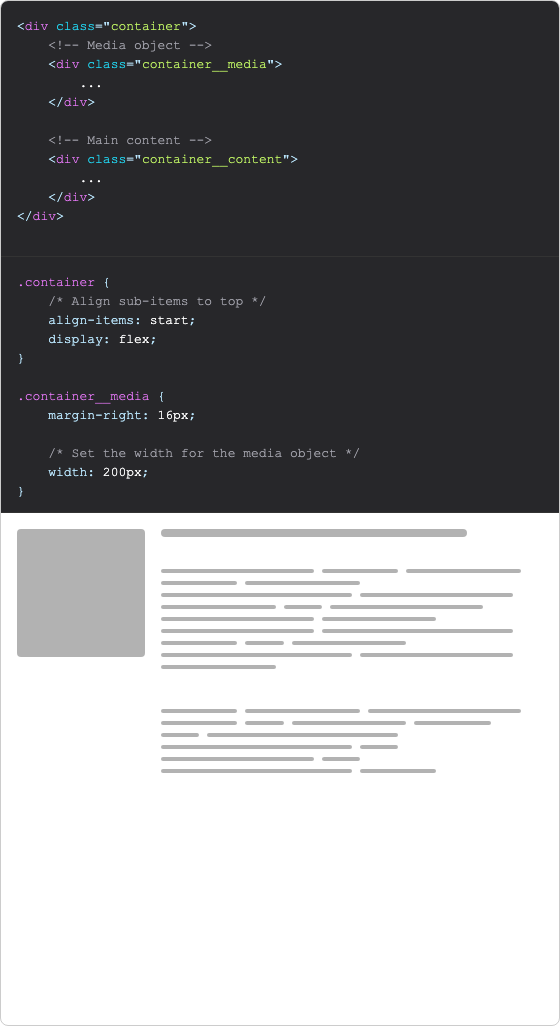 <div class="container">
    <!-- Media object -->
    <div class="container__media">
        ...
    </div>

    <!-- Main content -->
    <div class="container__content">
        ...
    </div>
</div>

.container {
    /* Align sub-items to top */
    align-items: start;
    display: flex;
}

.container__media {
    margin-right: 16px;

    /* Set the width for the media object */
    width: 200px;
}